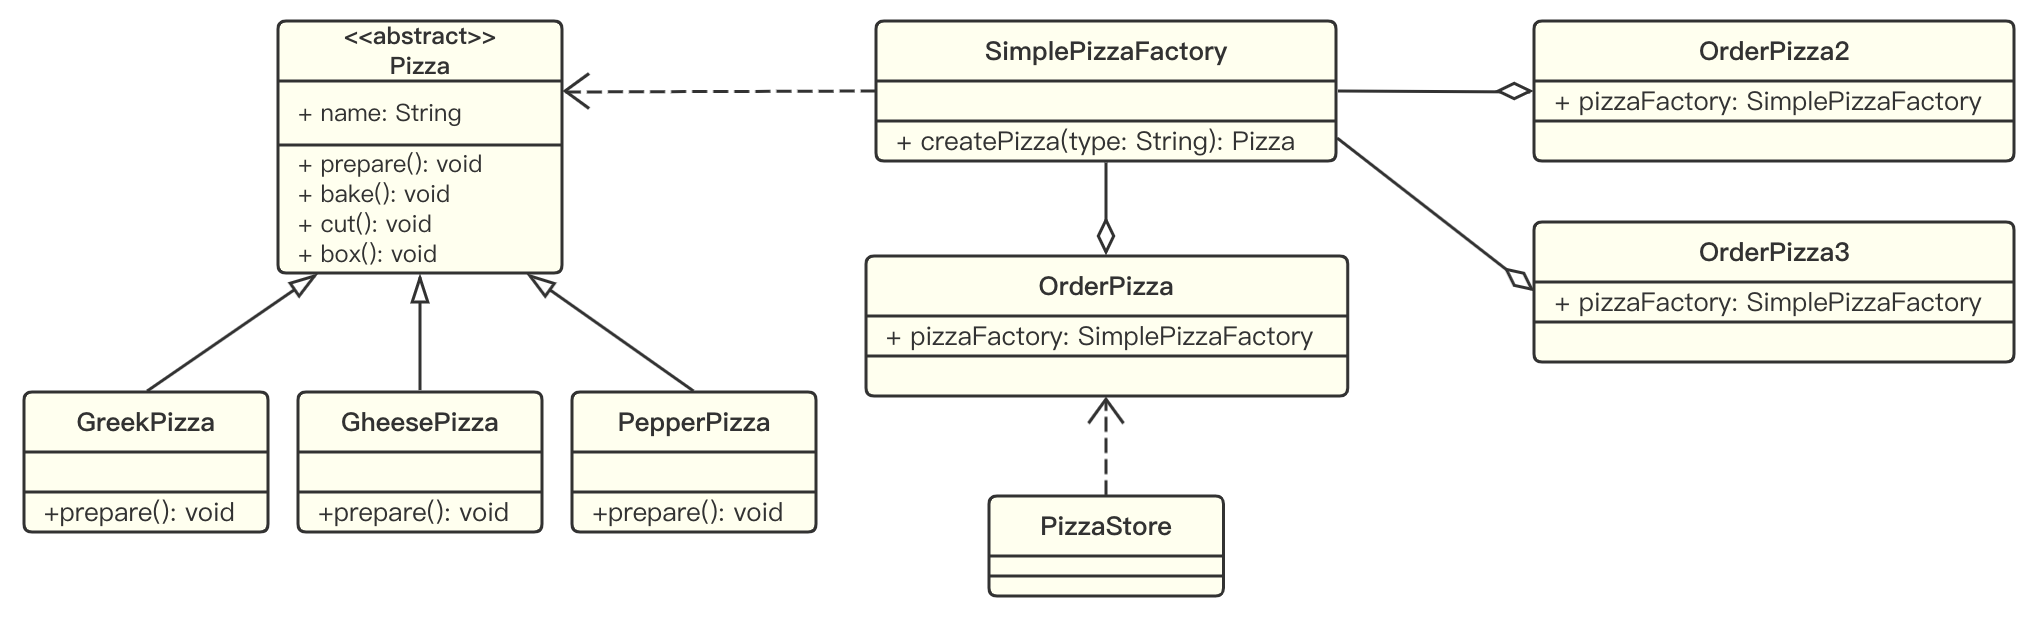 <<abstract>>
Pizza
+ name: String
+ prepare(): void
+ bake(): void
+ cut(): void
+ box(): void
SimplePizzaFactory
+ createPizza(type: String): Pizza
OrderPizza2
+ pizzaFactory: SimplePizzaFactory
OrderPizza3
+ pizzaFactory: SimplePizzaFactory
OrderPizza
+ pizzaFactory: SimplePizzaFactory
GreekPizza
+prepare(): void
GheesePizza
+prepare(): void
PepperPizza
+prepare(): void
PizzaStore